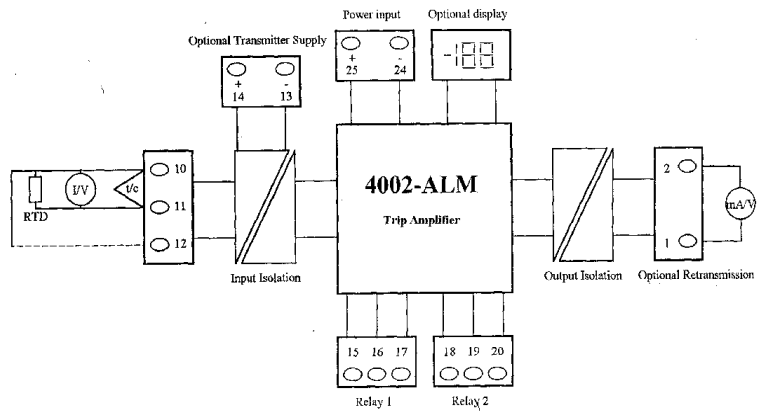 Power input
Optional display
Optional Transmitter Supply
+ -
25 24
-188
+ -
14 13
10
I/V
t/c
RTD
11
12
4002-ALM
Trip Amplifier
2
mA/V
1
Input Isolation
Output Isolation
Optional Retransmission
15 16 17
18 19 20
Relay 1
Relay 2